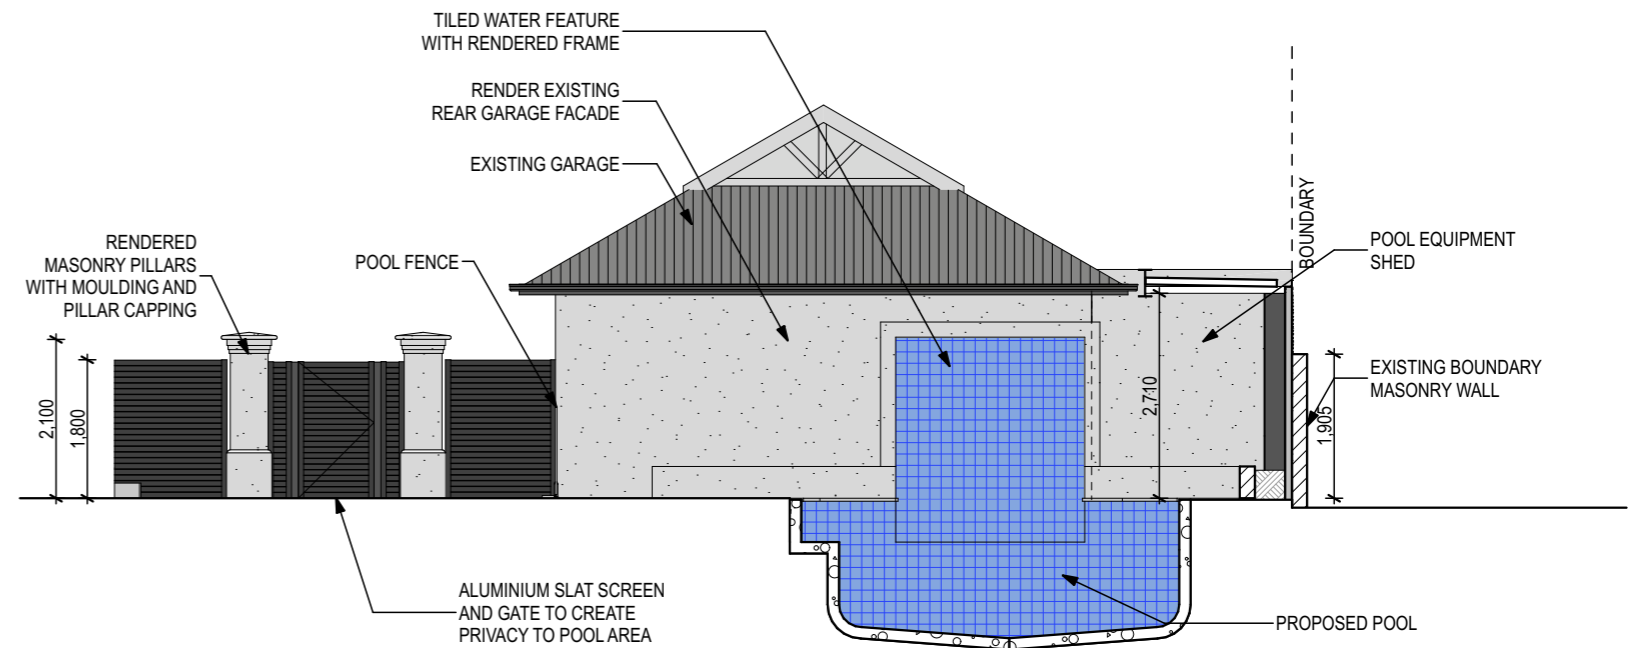 TILED WATER FEATURE
WITH RENDERED FRAME
RENDER EXISTING
REAR GARAGE FACADE
EXISTING GARAGE
RENDERED
MASONRY PILLARS
WITH MOULDING AND
PILLAR CAPPING
POOL FENCE
BOUNDARY
POOL EQUIPMENT
SHED
EXISTING BOUNDARY
MASONRY WALL
2,100
1,800
2,710
1,905
ALUMINIUM SLAT SCREEN
AND GATE TO CREATE
PRIVACY TO POOL AREA
PROPOSED POOL